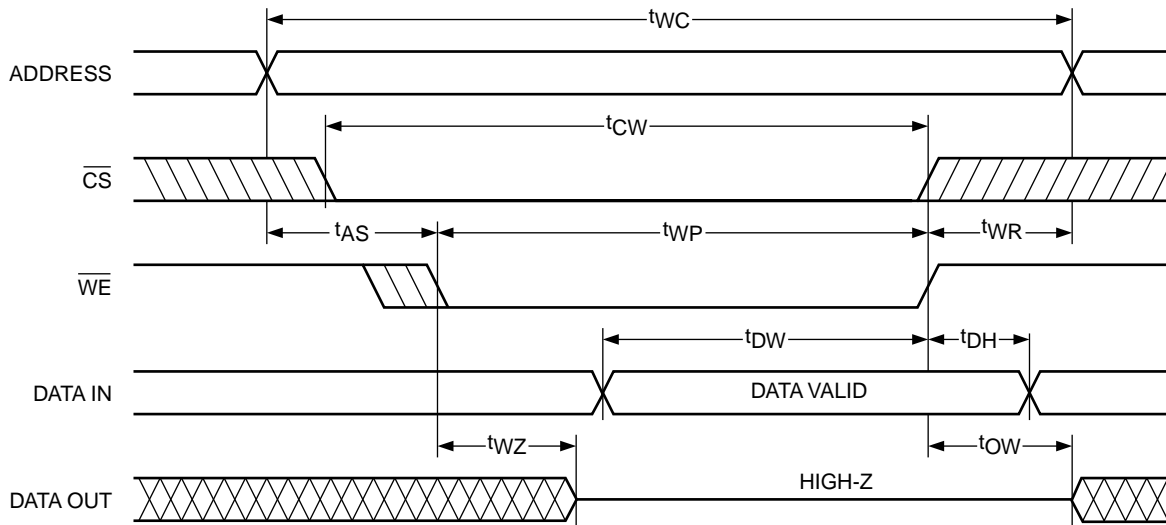 tWC
ADDRESS
tCW
CS
tAS
tWP
tWR
WE
tDW
tDH
DATA IN
DATA VALID
tWZ
tOW
HIGH-Z
DATA OUT